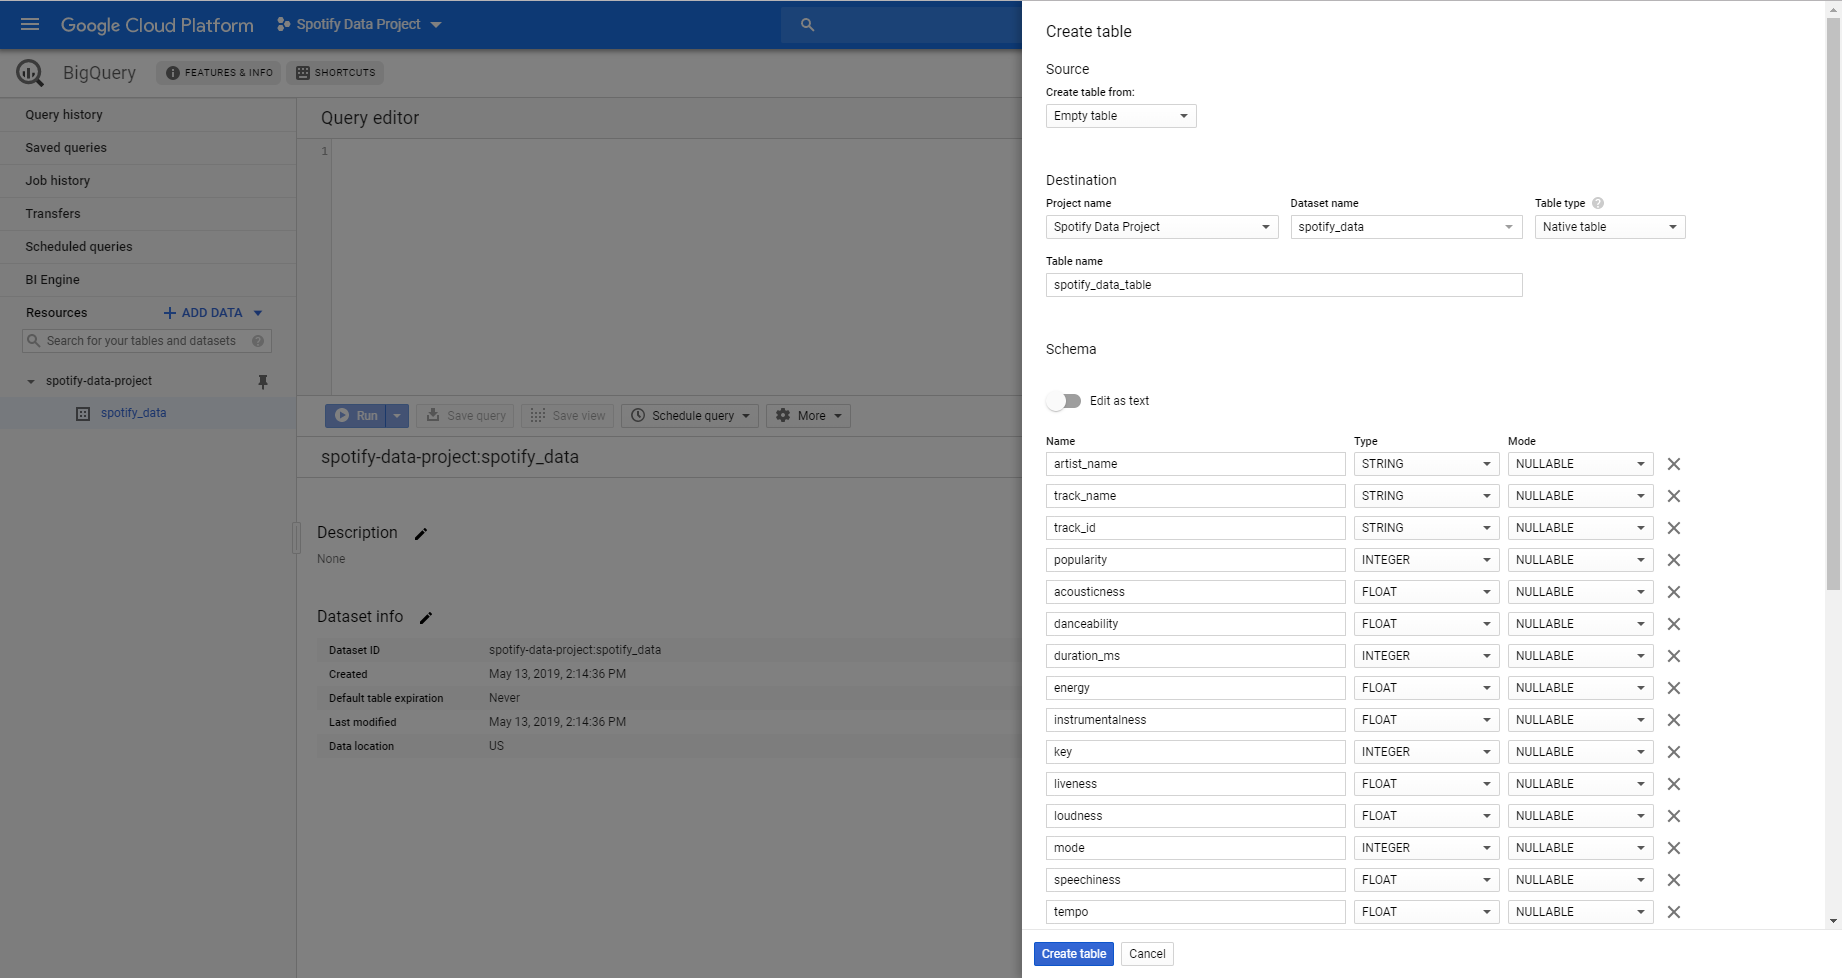 Google Cloud Platform
Spotify Data Project
BigQuery
FEATURES & INFO
SHORTCUTS
Query history
Saved queries
Job history
Transfers
Scheduled queries
BI Engine
Resources
ADD DATA
Search for your tables and datasets
spotify-data-project
spotify_data
Query editor
1
Run
Save query
Save view
Schedule query
More
spotify-data-project:spotify_data
Description
None
Dataset info
Dataset ID spotify-data-project:spotify_data
Created May 13, 2019, 2:14:36 PM
Default table expiration Never
Last modified May 13, 2019, 2:14:36 PM
Data location US
Create table
Source
Create table from:
Empty table
Destination
Project name Dataset name Table type ?
Spotify Data Project spotify_data Native table
Table name
spotify_data_table
Schema
Edit as text
Name Type Mode
artist_name STRING NULLABLE
track_name STRING NULLABLE
track_id STRING NULLABLE
popularity INTEGER NULLABLE
acousticness FLOAT NULLABLE
danceability FLOAT NULLABLE
duration_ms INTEGER NULLABLE
energy FLOAT NULLABLE
instrumentalness FLOAT NULLABLE
key INTEGER NULLABLE
liveness FLOAT NULLABLE
loudness FLOAT NULLABLE
mode INTEGER NULLABLE
speechiness FLOAT NULLABLE
tempo FLOAT NULLABLE
Create table Cancel